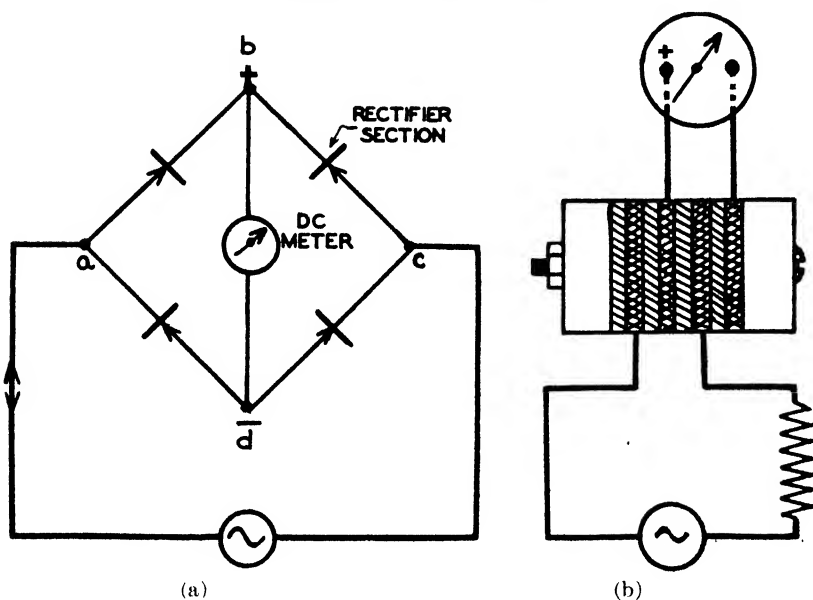 b
+
RECTIFIER
SECTION
DC
METER
a
c
–
d
(a)
+
(b)